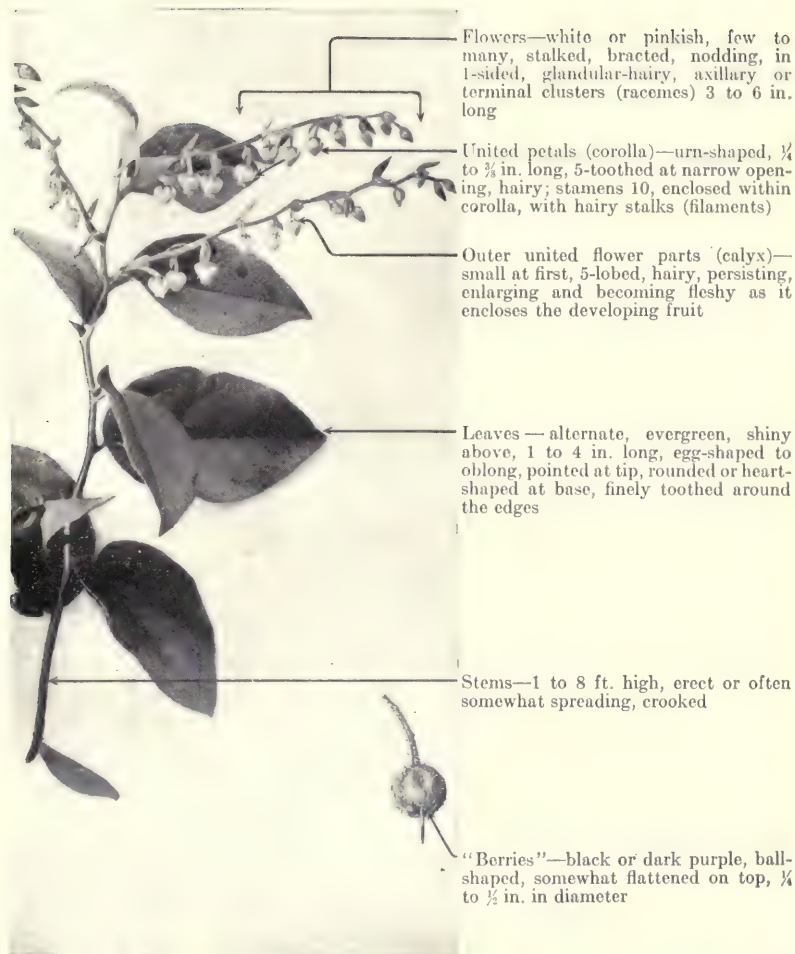 Flowers—white or pinkish, few to
many, stalked, bracted, nodding, in
1-sided, glandular-hairy, axillary or
terminal clusters (racemes) 3 to 6 in.
long
United petals (corolla)—urn-shaped, ¼
to ⅜ in. long, 5-toothed at narrow open-
ing, hairy; stamens 10, enclosed within
corolla, with hairy stalks (filaments)
Outer united flower parts (calyx)—
small at first, 5-lobed, hairy, persisting,
enlarging and becoming fleshy as it
encloses the developing fruit
Leaves — alternate, evergreen, shiny
above, 1 to 4 in. long, egg-shaped to
oblong, pointed at tip, rounded or heart-
shaped at base, finely toothed around
the edges
Stems—1 to 8 ft. high, erect or often
somewhat spreading, crooked
"Berries"—black or dark purple, ball-
shaped, somewhat flattened on top, ¼
to ½ in. in diameter